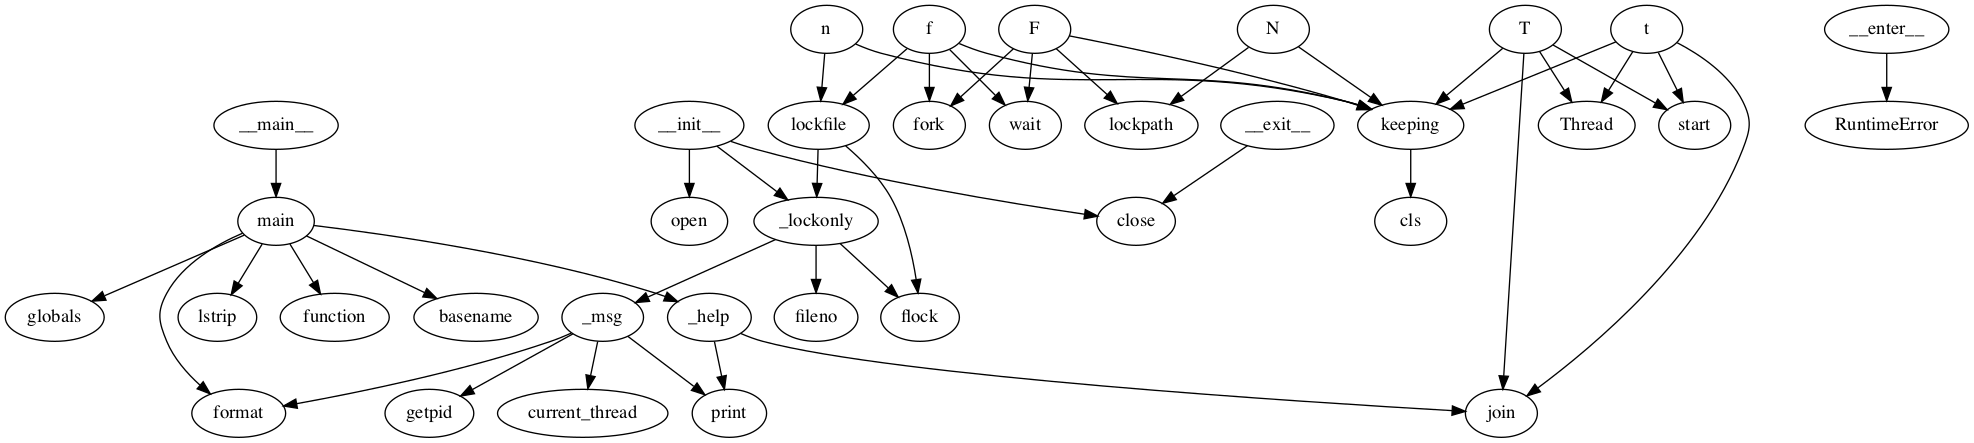 n f F N T t __enter__
__main__ __init__ lockfile fork wait lockpath __exit__ keeping Thread start RuntimeError
main open _lockonly close cls
globals lstrip function basename _msg _help fileno flock
format getpid current_thread print join